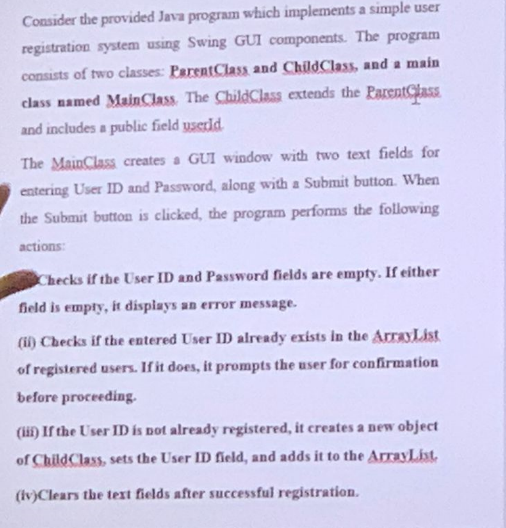 Consider the provided Java program which implements a simple user
registration system using Swing GUI components. The program
consists of two classes: ParentClass and ChildClass, and a main
class named MainClass. The ChildClass extends the ParentClass
and includes a public field userId.
The MainClass creates a GUI window with two text fields for
entering User ID and Password, along with a Submit button. When
the Submit button is clicked, the program performs the following
actions:
Checks if the User ID and Password fields are empty. If either
field is empty, it displays an error message.
(ii) Checks if the entered User ID already exists in the ArrayList
of registered users. If it does, it prompts the user for confirmation
before proceeding.
(iii) If the User ID is not already registered, it creates a new object
of ChildClass, sets the User ID field, and adds it to the ArrayList.
(iv)Clears the text fields after successful registration.